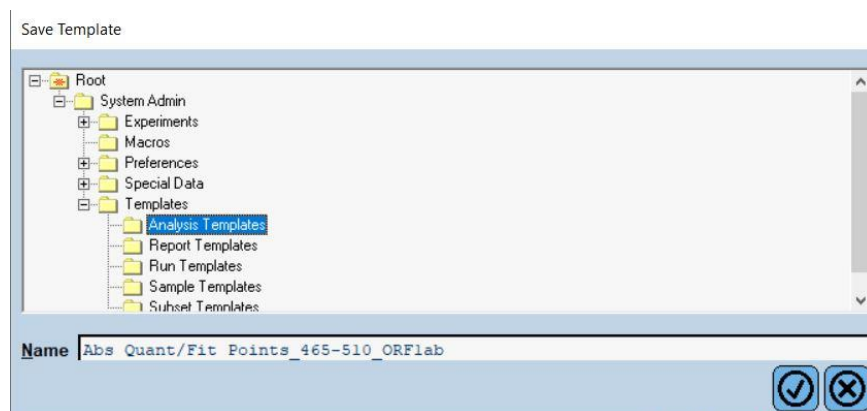 Save Template
Root
System Admin
Experiments
Macros
Preferences
Special Data
Templates
Analysis Templates
Report Templates
Run Templates
Sample Templates
Subset Templates
Name Abs Quant/Fit Points_465-510_ORFlab